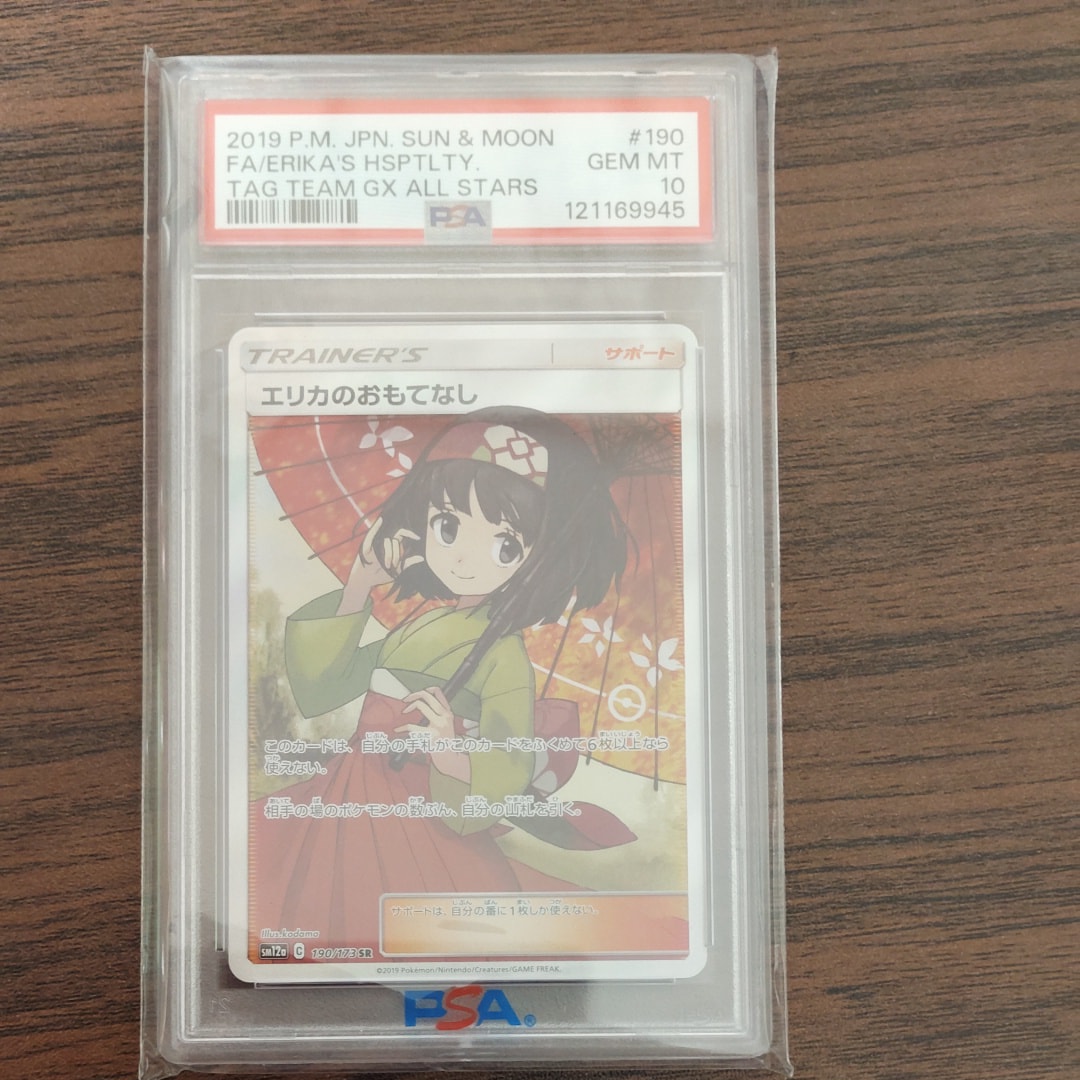 2019 P.M. JPN. SUN & MOON #190
FA/ERIKA'S HSPTLTY. GEM MT
TAG TEAM GX ALL STARS 10
PSA 121169945
TRAINER'S サポート
エリカのおもてなし
このカードは、自分の手札がこのカードをふくめて6枚以上なら
使えない。
相手の場のポケモンの数ぶん、自分の山札を引く。
サポートは、自分の番に1枚しか使えない。
Illus.kodama
SM12a C 190/173 SR
©2019 Pokémon/Nintendo/Creatures/GAME FREAK.
PSA®